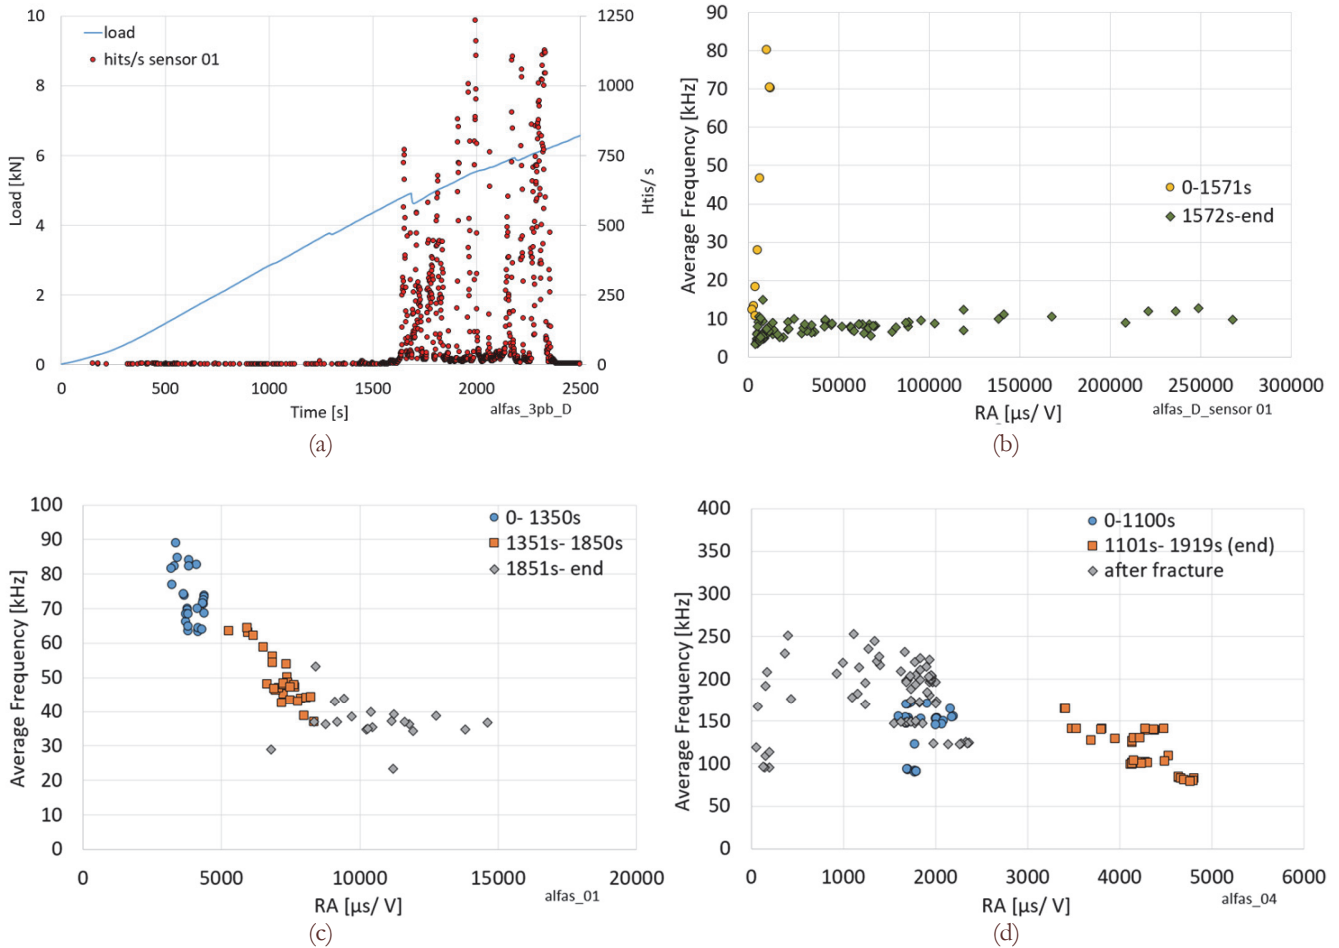 10
8
6
4
2
0
Load [kN]
load
hits/s sensor 01
1250
1000
750
500
250
0
Htis/ s
0
500
1000
1500
2000
2500
Time [s]
alfas_3pb_D
(a)
90
80
70
60
50
40
30
20
10
0
Average Frequency [kHz]
0-1571s
1572s-end
0
50000
100000
150000
200000
250000
300000
RA [µs/ V]
alfas_D_sensor 01
(b)
100
90
80
70
60
50
40
30
20
10
0
Average Frequency [kHz]
0- 1350s
1351s- 1850s
1851s- end
0
5000
10000
15000
20000
RA [µs/ V]
alfas_01
(c)
400
350
300
250
200
150
100
50
0
Average Frequency [kHz]
0-1100s
1101s- 1919s (end)
after fracture
0
1000
2000
3000
4000
5000
6000
RA [µs/ V]
alfas_04
(d)